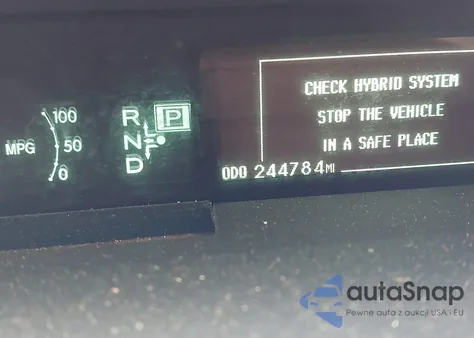 100
MPG 50
0
R P
N
D
CHECK HYBRID SYSTEM
STOP THE VEHICLE
IN A SAFE PLACE
ODO 244784MI
autaSnap
Pewne auta z aukcji USA i EU